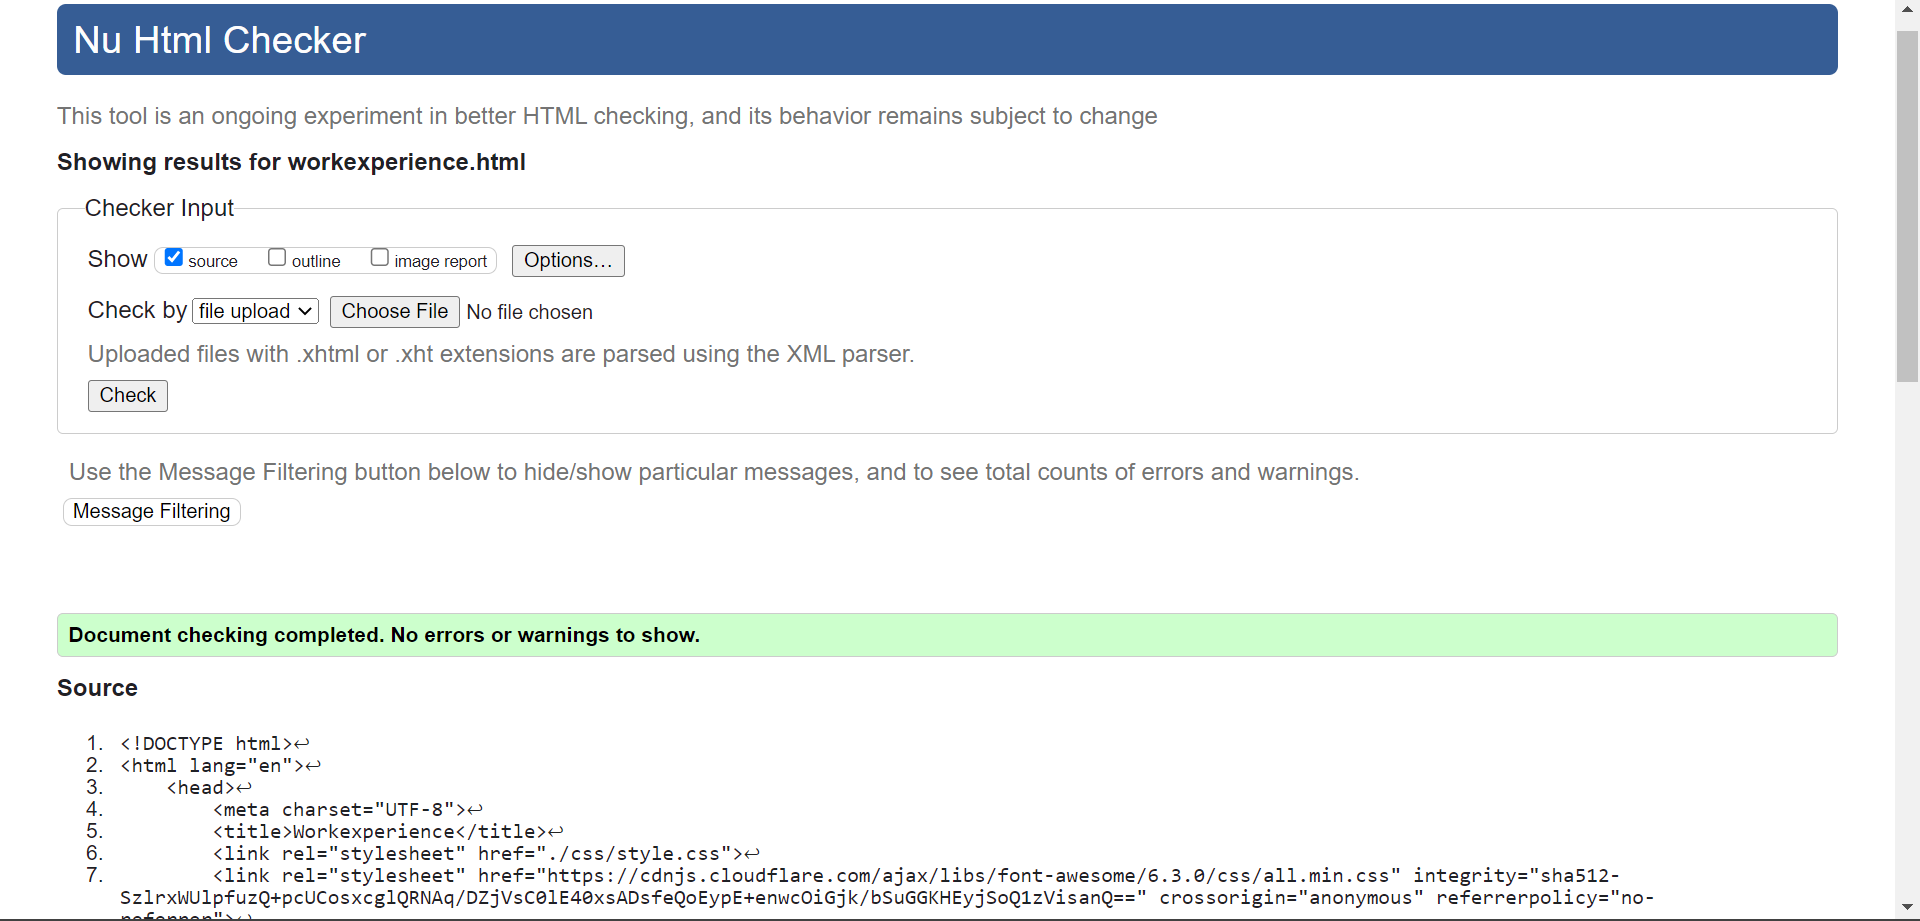 Nu Html Checker
This tool is an ongoing experiment in better HTML checking, and its behavior remains subject to change
Showing results for workexperience.html
Checker Input
Show source outline image report Options...
Check by file upload Choose File No file chosen
Uploaded files with .xhtml or .xht extensions are parsed using the XML parser.
Check
Use the Message Filtering button below to hide/show particular messages, and to see total counts of errors and warnings.
Message Filtering
Document checking completed. No errors or warnings to show.
Source
1. <!DOCTYPE html>↩
2. <html lang="en">↩
3. <head>↩
4. <meta charset="UTF-8">↩
5. <title>Workexperience</title>↩
6. <link rel="stylesheet" href="./css/style.css">↩
7. <link rel="stylesheet" href="https://cdnjs.cloudflare.com/ajax/libs/font-awesome/6.3.0/css/all.min.css" integrity="sha512-
SzlrxWUlpfuzQ+pcUCosxcglQRNAq/DZjVsC0lE40xsADsfeQoEypE+enwcOiGjk/bSuGGKHEyjSoQ1zVisanQ==" crossorigin="anonymous" referrerpolicy="no-
referrer">↩